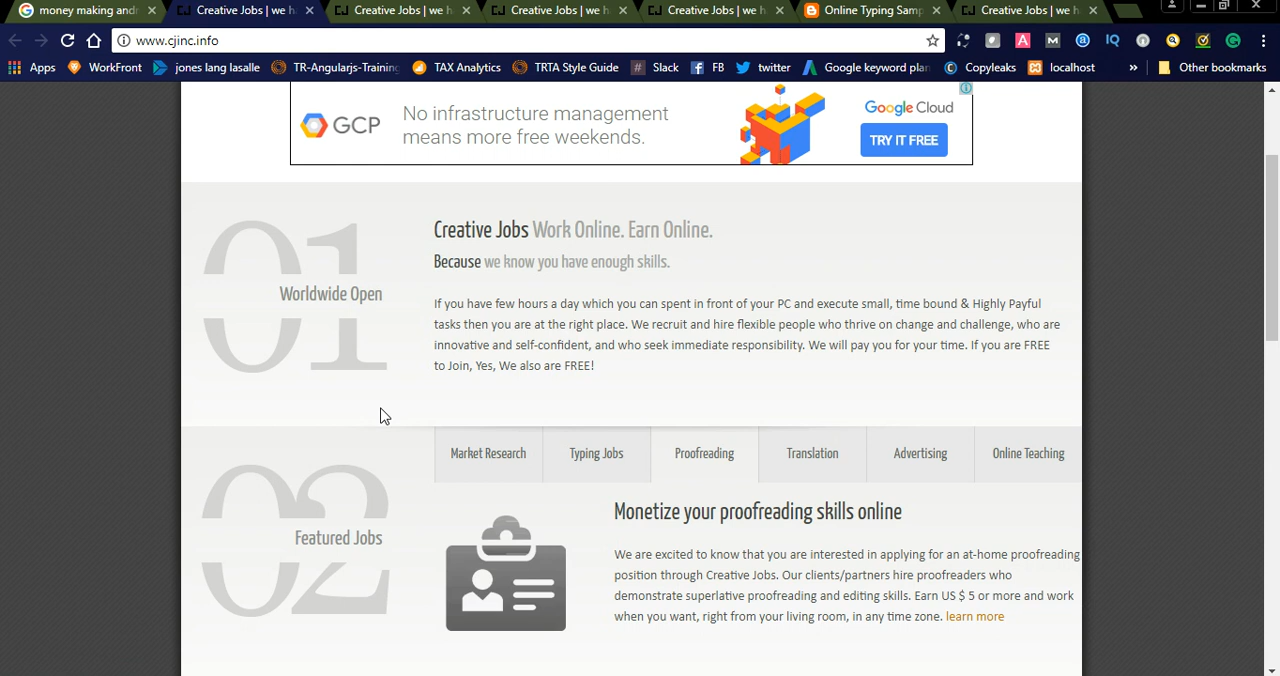 money making andr
Creative Jobs | we ha
Creative Jobs | we h
Creative Jobs | we h
Creative Jobs | we h
Online Typing Samp
Creative Jobs | we h
www.cjinc.info
Apps
WorkFront
jones lang lasalle
TR-Angularjs-Training
TAX Analytics
TRTA Style Guide
Slack
FB
twitter
Google keyword plan
Copyleaks
localhost
»
Other bookmarks
GCP
No infrastructure management
means more free weekends.
Google Cloud
TRY IT FREE
01
Worldwide Open
Creative Jobs Work Online. Earn Online.
Because we know you have enough skills.
If you have few hours a day which you can spent in front of your PC and execute small, time bound & Highly Payful
tasks then you are at the right place. We recruit and hire flexible people who thrive on change and challenge, who are
innovative and self-confident, and who seek immediate responsibility. We will pay you for your time. If you are FREE
to Join, Yes, We also are FREE!
02
Featured Jobs
Market Research
Typing Jobs
Proofreading
Translation
Advertising
Online Teaching
Monetize your proofreading skills online
We are excited to know that you are interested in applying for an at-home proofreading
position through Creative Jobs. Our clients/partners hire proofreaders who
demonstrate superlative proofreading and editing skills. Earn US $ 5 or more and work
when you want, right from your living room, in any time zone. learn more